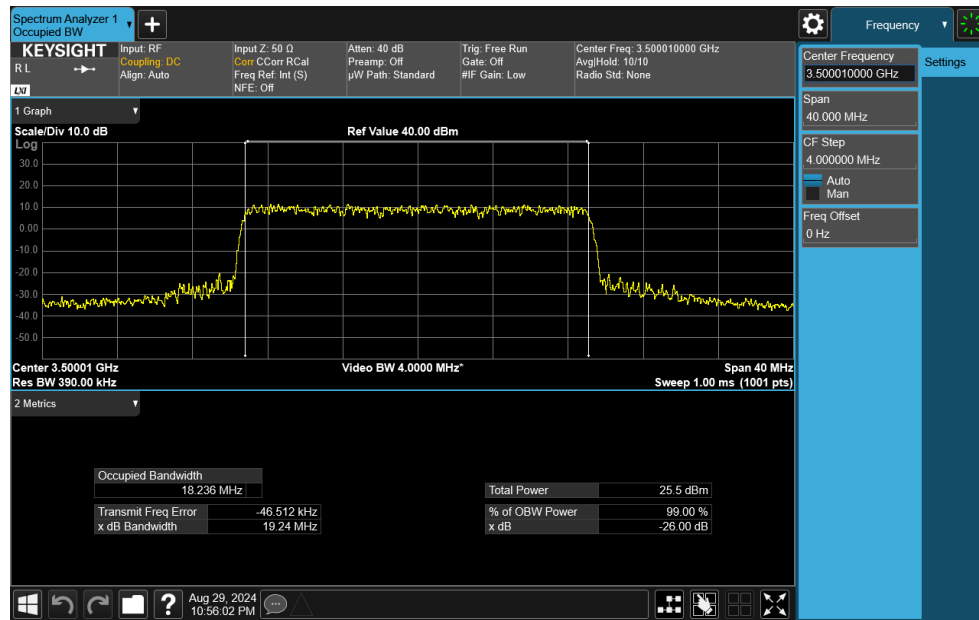 Spectrum Analyzer 1
Occupied BW
Frequency
KEYSIGHT
R L
LXI
Input: RF
Coupling: DC
Align: Auto
Input Z: 50 Ω
Corr CCorr RCal
Freq Ref: Int (S)
NFE: Off
Atten: 40 dB
Preamp: Off
µW Path: Standard
Trig: Free Run
Gate: Off
#IF Gain: Low
Center Freq: 3.500010000 GHz
Avg|Hold: 10/10
Radio Std: None
Center Frequency
3.500010000 GHz
Settings
Span
40.000 MHz
CF Step
4.000000 MHz
Auto
Man
Freq Offset
0 Hz
1 Graph
Scale/Div 10.0 dB
Ref Value 40.00 dBm
Log
30.0
20.0
10.0
0.00
-10.0
-20.0
-30.0
-40.0
-50.0
Center 3.50001 GHz
Video BW 4.0000 MHz*
Span 40 MHz
Res BW 390.00 kHz
Sweep 1.00 ms (1001 pts)
2 Metrics
Occupied Bandwidth
18.236 MHz
Total Power 25.5 dBm
Transmit Freq Error -46.512 kHz
% of OBW Power 99.00 %
x dB Bandwidth 19.24 MHz
x dB -26.00 dB
?
Aug 29, 2024
10:56:02 PM